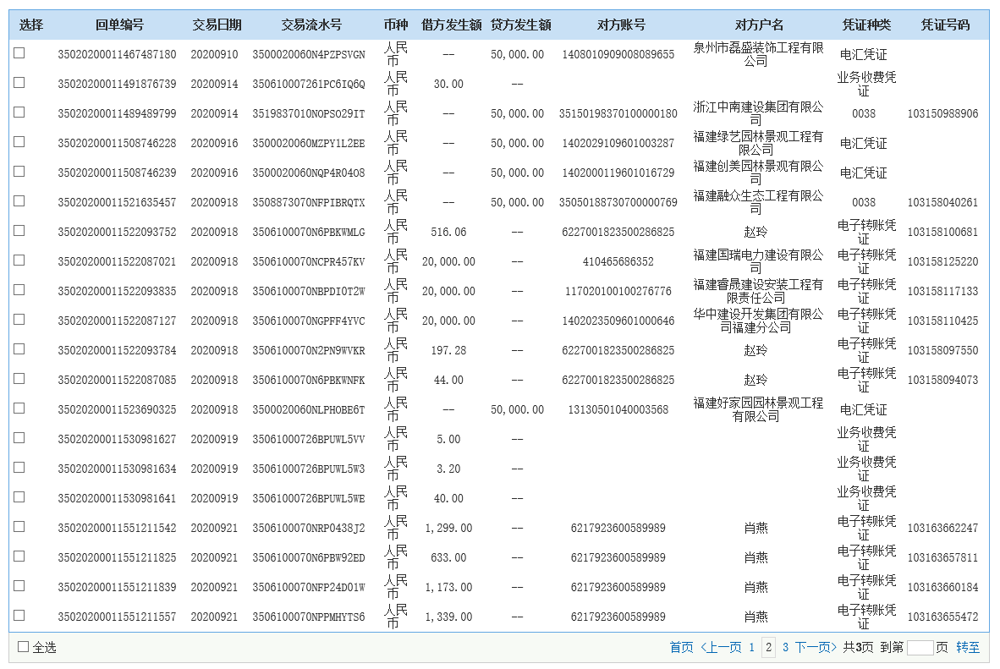 选择 回单编号 交易日期 交易流水号 币种 借方发生额 贷方发生额 对方账号 对方户名 凭证种类 凭证号码
35020200011467487180 20200910 3500020060N4PZPSVGN 人民币 -- 50,000.00 1408010909008089655 泉州市磊盛装饰工程有限公司 电汇凭证
35020200011491876739 20200914 350610007261PC6IQ6Q 人民币 30.00 -- 业务收费凭证
35020200011489489799 20200914 3519837010NOPSO29IT 人民币 -- 50,000.00 35150198370100000180 浙江中南建设集团有限公司 0038 103150988906
35020200011508746228 20200916 3500020060MZPY1L2EE 人民币 -- 50,000.00 1402029109601003287 福建绿艺园林景观工程有限公司 电汇凭证
35020200011508746239 20200916 3500020060NQP4R04O8 人民币 -- 50,000.00 1402000119601016729 福建创美园林景观有限公司 电汇凭证
35020200011521635457 20200918 3508873070NFPIBRQTX 人民币 -- 50,000.00 35050188730700000769 福建融众生态工程有限公司 0038 103158040261
35020200011522093752 20200918 3506100070N6PBKWMLG 人民币 516.06 -- 6227001823500286825 赵玲 电子转账凭证 103158100681
35020200011522087021 20200918 3506100070NCPR457KV 人民币 20,000.00 -- 410465686352 福建国瑞电力建设有限公司 电子转账凭证 103158125220
35020200011522093835 20200918 3506100070NBPDI0T2W 人民币 20,000.00 -- 117020100100276776 福建睿晟建设安装工程有限责任公司 电子转账凭证 103158117133
35020200011522087127 20200918 3506100070NGPFF4YVC 人民币 20,000.00 -- 1402023509601000646 华中建设开发集团有限公司福建分公司 电子转账凭证 103158110425
35020200011522093784 20200918 3506100070N2PN9WVKR 人民币 197.28 -- 6227001823500286825 赵玲 电子转账凭证 103158097550
35020200011522087085 20200918 3506100070N6PBKWNFK 人民币 44.00 -- 6227001823500286825 赵玲 电子转账凭证 103158094073
35020200011523690325 20200918 3500020060NLPHOBE6T 人民币 -- 50,000.00 13130501040003568 福建好家园园林景观工程有限公司 电汇凭证
35020200011530981627 20200919 35061000726BPUWL5VV 人民币 5.00 -- 业务收费凭证
35020200011530981634 20200919 35061000726BPUWL5W3 人民币 3.20 -- 业务收费凭证
35020200011530981641 20200919 35061000726BPUWL5WE 人民币 40.00 -- 业务收费凭证
35020200011551211542 20200921 3506100070NRP0438J2 人民币 1,299.00 -- 6217923600589989 肖燕 电子转账凭证 103163662247
35020200011551211825 20200921 3506100070N6PBW92ED 人民币 633.00 -- 6217923600589989 肖燕 电子转账凭证 103163657811
35020200011551211839 20200921 3506100070NFP24D01W 人民币 1,173.00 -- 6217923600589989 肖燕 电子转账凭证 103163660184
35020200011551211557 20200921 3506100070NPPMHYTS6 人民币 1,339.00 -- 6217923600589989 肖燕 电子转账凭证 103163655472
全选 首页 〈上一页 1 2 3 下一页〉 共3页 到第 页 转至